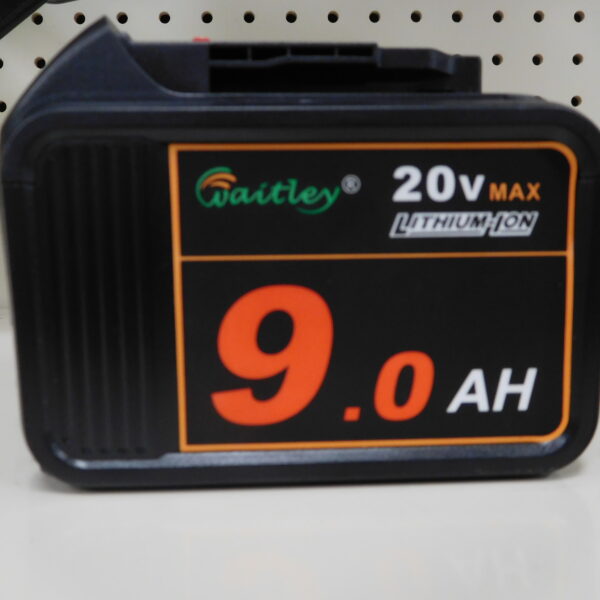 Waitley®
20V MAX
LITHIUM-ION
9.0 AH